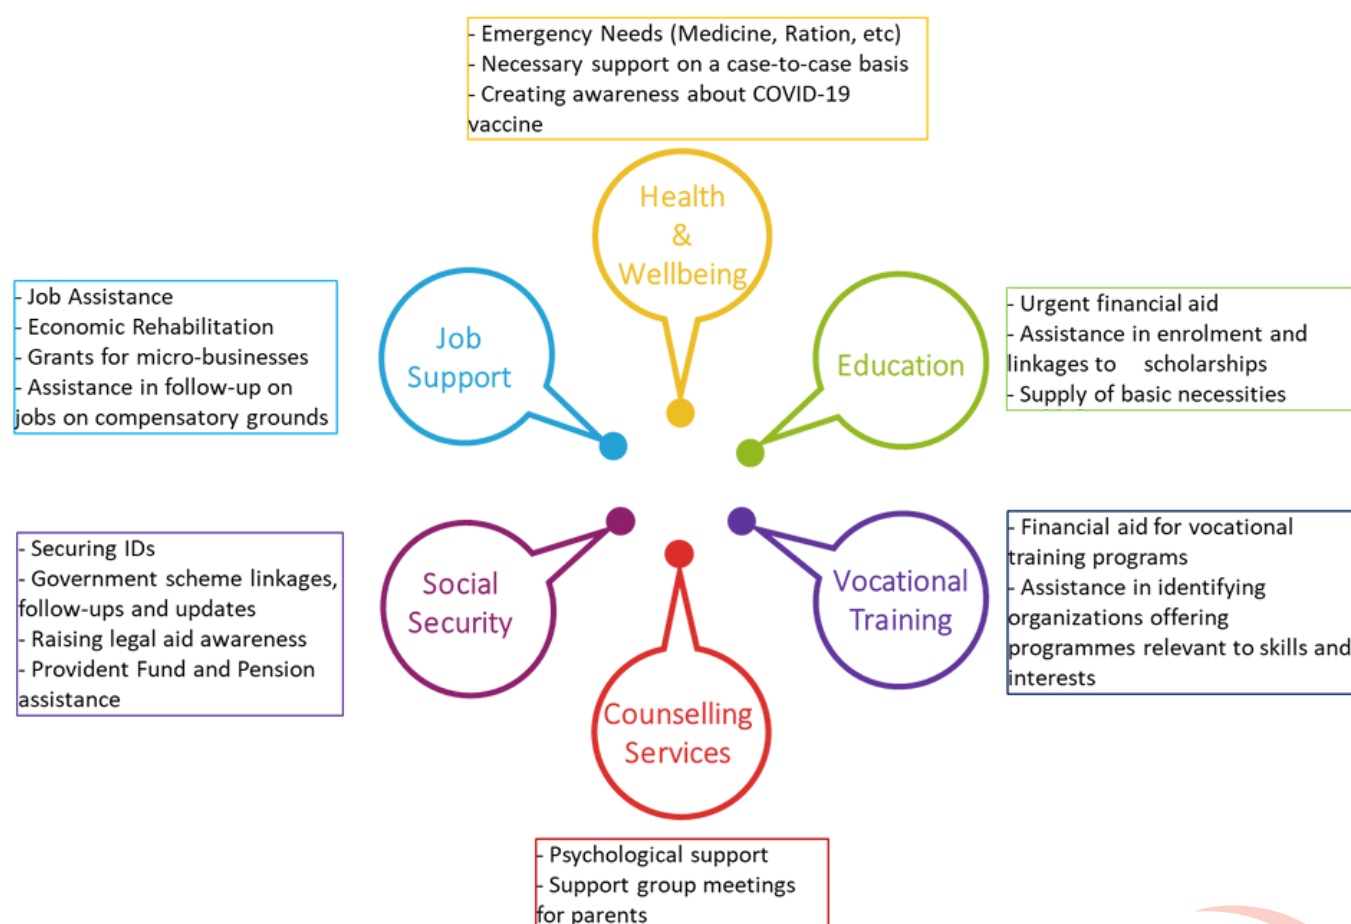 - Emergency Needs (Medicine, Ration, etc)
- Necessary support on a case-to-case basis
- Creating awareness about COVID-19
vaccine
Health
&
Wellbeing
- Job Assistance
- Economic Rehabilitation
- Grants for micro-businesses
- Assistance in follow-up on
jobs on compensatory grounds
Job
Support
Education
- Urgent financial aid
- Assistance in enrolment and
linkages to    scholarships
- Supply of basic necessities
- Securing IDs
- Government scheme linkages,
follow-ups and updates
- Raising legal aid awareness
- Provident Fund and Pension
assistance
Social
Security
Vocational
Training
- Financial aid for vocational
training programs
- Assistance in identifying
organizations offering
programmes relevant to skills and
interests
Counselling
Services
- Psychological support
- Support group meetings
for parents